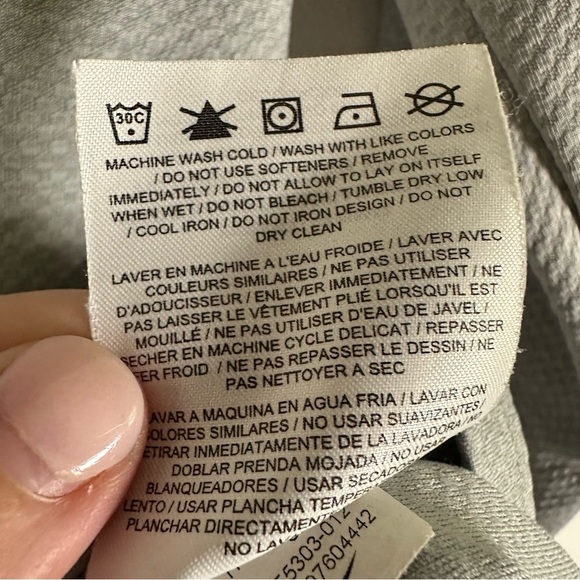 30C
MACHINE WASH COLD / WASH WITH LIKE COLORS
/ DO NOT USE SOFTENERS / REMOVE
IMMEDIATELY / DO NOT ALLOW TO LAY ON ITSELF
WHEN WET / DO NOT BLEACH / TUMBLE DRY LOW
/ COOL IRON / DO NOT IRON DESIGN / DO NOT
DRY CLEAN
LAVER EN MACHINE A L'EAU FROIDE / LAVER AVEC
COULEURS SIMILAIRES / NE PAS UTILISER
D'ADOUCISSEUR / ENLEVER IMMEDIATEMENT / NE
PAS LAISSER LE VÊTEMENT PLIÉ LORSQU'IL EST
MOUILLÉ / NE PAS UTILISER D'EAU DE JAVEL /
SECHER EN MACHINE CYCLE DELICAT / REPASSER
FROID / NE PAS REPASSER LE DESSIN / NE
PAS NETTOYER A SEC
LAVAR A MAQUINA EN AGUA FRIA / LAVAR CON
COLORES SIMILARES / NO USAR SUAVIZANTES /
RETIRAR INMEDIATAMENTE DE LA LAVADORA /
DOBLAR PRENDA MOJADA / NO USAR
BLANQUEADORES / USAR
LENTO / USAR PLANCHA
PLANCHAR
NO
5303-012
07604442